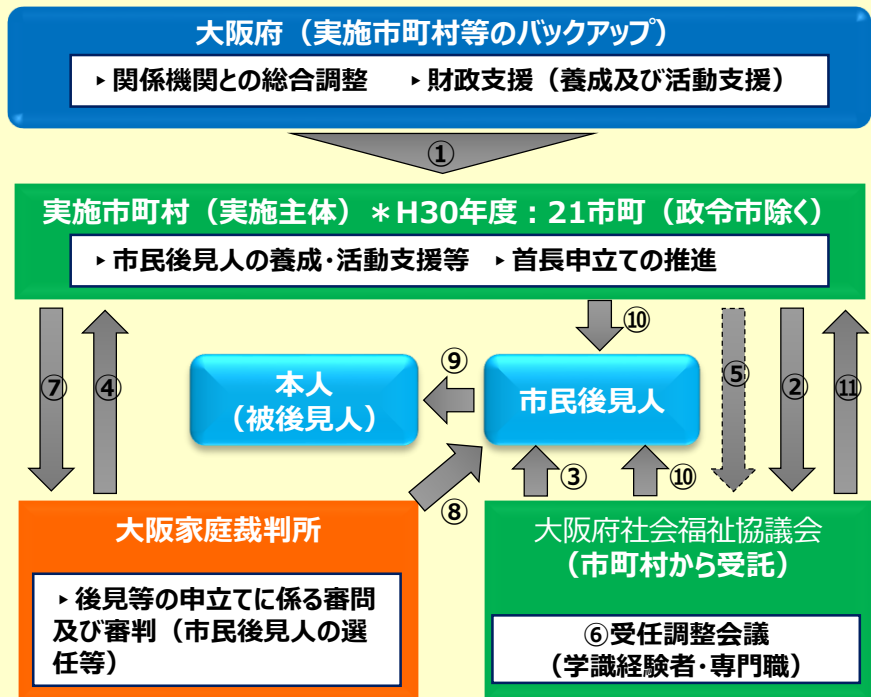 大阪府（実施市町村等のバックアップ）
▸関係機関との総合調整　▸財政支援（養成及び活動支援）
①
実施市町村（実施主体）＊H30年度：21市町（政令市除く）
▸市民後見人の養成・活動支援等　▸首長申立ての推進
⑩
⑦
④
⑨
⑤
②
⑪
本人
（被後見人）
市民後見人
⑧
③
⑩
大阪家庭裁判所
▸後見等の申立てに係る審問
及び審判（市民後見人の選
任等）
大阪府社会福祉協議会
（市町村から受託）
⑥受任調整会議
（学識経験者・専門職）